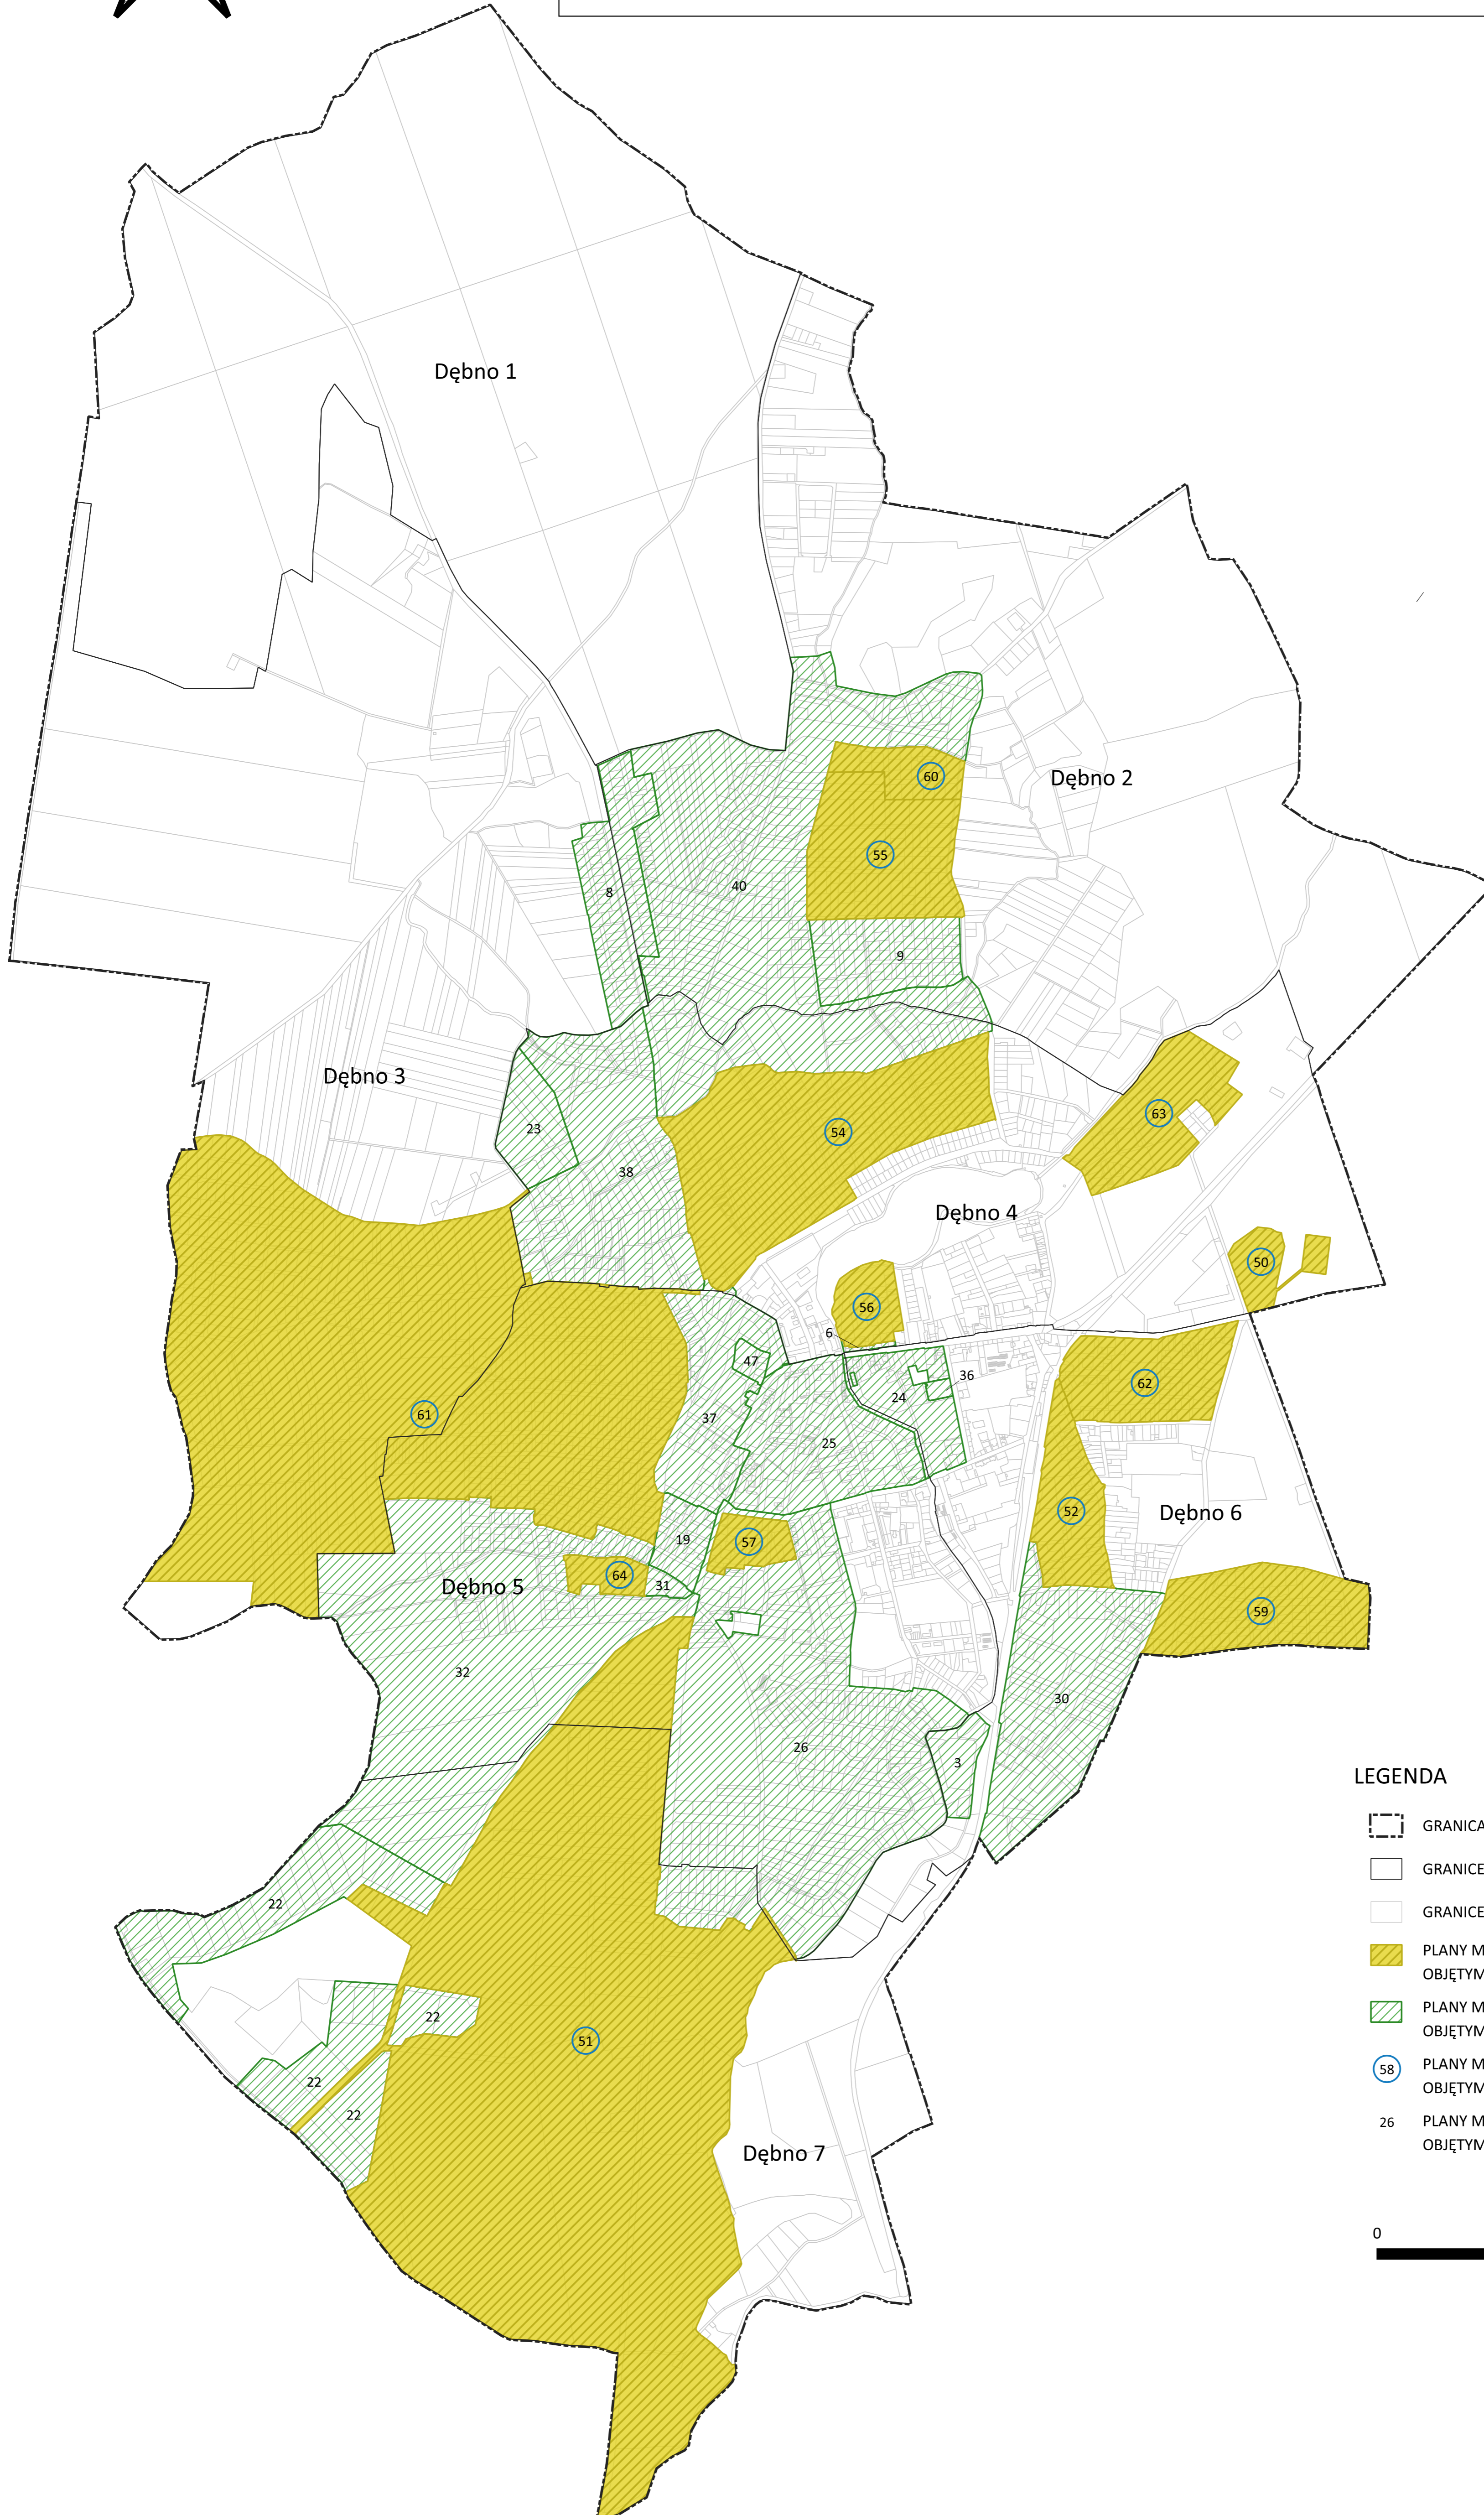 Dębno 1
60
Dębno 2
55
8
40
9
Dębno 3
63
23
54
38
Dębno 4
50
56
6
47
36
62
24
61
37
25
52
Dębno 6
19
57
64
31
Dębno 5
59
32
30
26
3
LEGENDA
GRANICA
GRANICE
22
GRANICE
PLANY M
OBJĘTYM
22
PLANY M
OBJĘTYM
51
58
PLANY M
OBJĘTYM
22
22
26
PLANY M
OBJĘTYM
Dębno 7
0